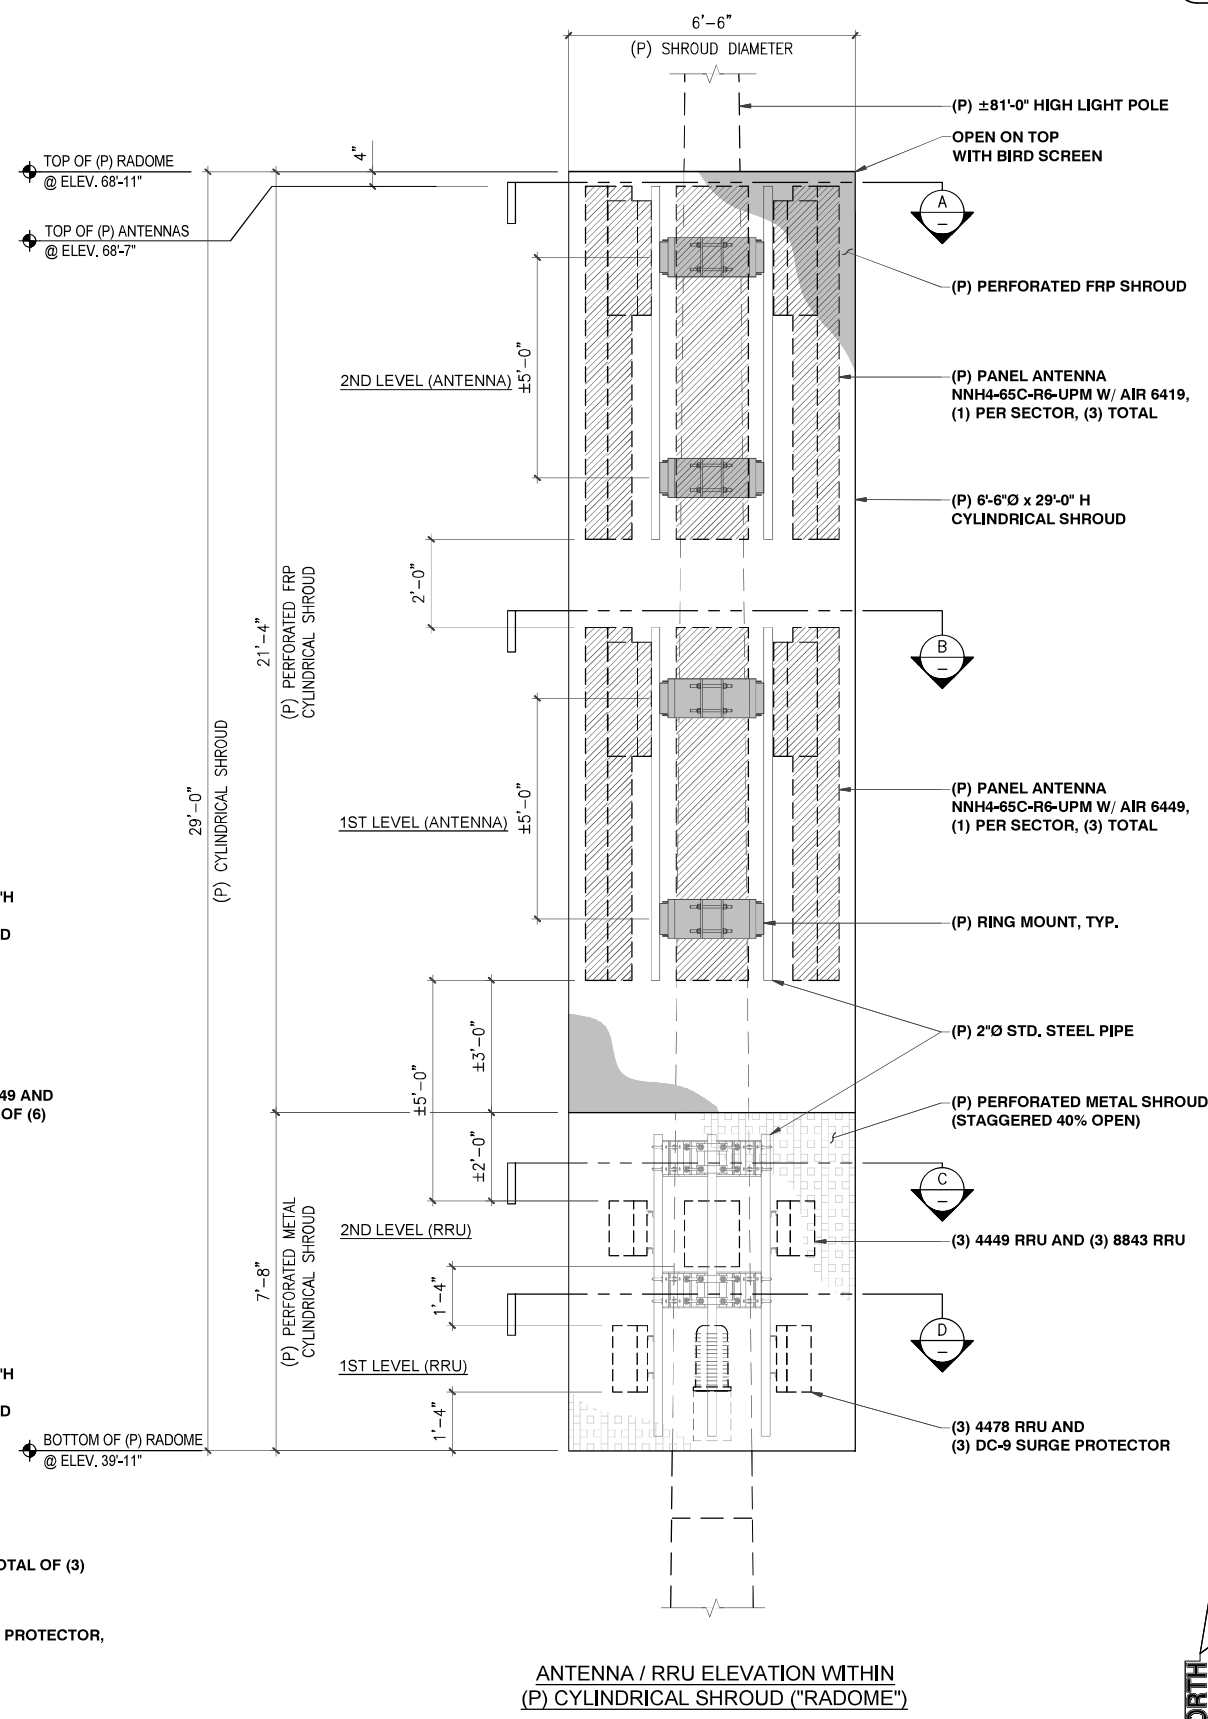 6'-6"
(P) SHROUD DIAMETER
(P) ±81'-0" HIGH LIGHT POLE
OPEN ON TOP
WITH BIRD SCREEN
TOP OF (P) RADOME
@ ELEV. 68'-11"
4"
TOP OF (P) ANTENNAS
@ ELEV. 68'-7"
A
–
(P) PERFORATED FRP SHROUD
2ND LEVEL (ANTENNA)
±5'-0"
(P) PANEL ANTENNA
NNH4-65C-R6-UPM W/ AIR 6419,
(1) PER SECTOR, (3) TOTAL
(P) 6'-6"Ø x 29'-0" H
CYLINDRICAL SHROUD
2'-0"
21'-4"
(P) PERFORATED FRP
CYLINDRICAL SHROUD
B
–
29'-0"
(P) CYLINDRICAL SHROUD
1ST LEVEL (ANTENNA)
±5'-0"
(P) PANEL ANTENNA
NNH4-65C-R6-UPM W/ AIR 6449,
(1) PER SECTOR, (3) TOTAL
"H
D
(P) RING MOUNT, TYP.
±5'-0"
±3'-0"
(P) 2"Ø STD. STEEL PIPE
49 AND
OF (6)
(P) PERFORATED METAL SHROUD
(STAGGERED 40% OPEN)
±2'-0"
C
–
2ND LEVEL (RRU)
(3) 4449 RRU AND (3) 8843 RRU
7'-8"
(P) PERFORATED METAL
CYLINDRICAL SHROUD
1'-4"
D
–
1ST LEVEL (RRU)
"H
D
1'-4"
(3) 4478 RRU AND
(3) DC-9 SURGE PROTECTOR
BOTTOM OF (P) RADOME
@ ELEV. 39'-11"
OTAL OF (3)
PROTECTOR,
ANTENNA / RRU ELEVATION WITHIN
(P) CYLINDRICAL SHROUD ("RADOME")
ORTH